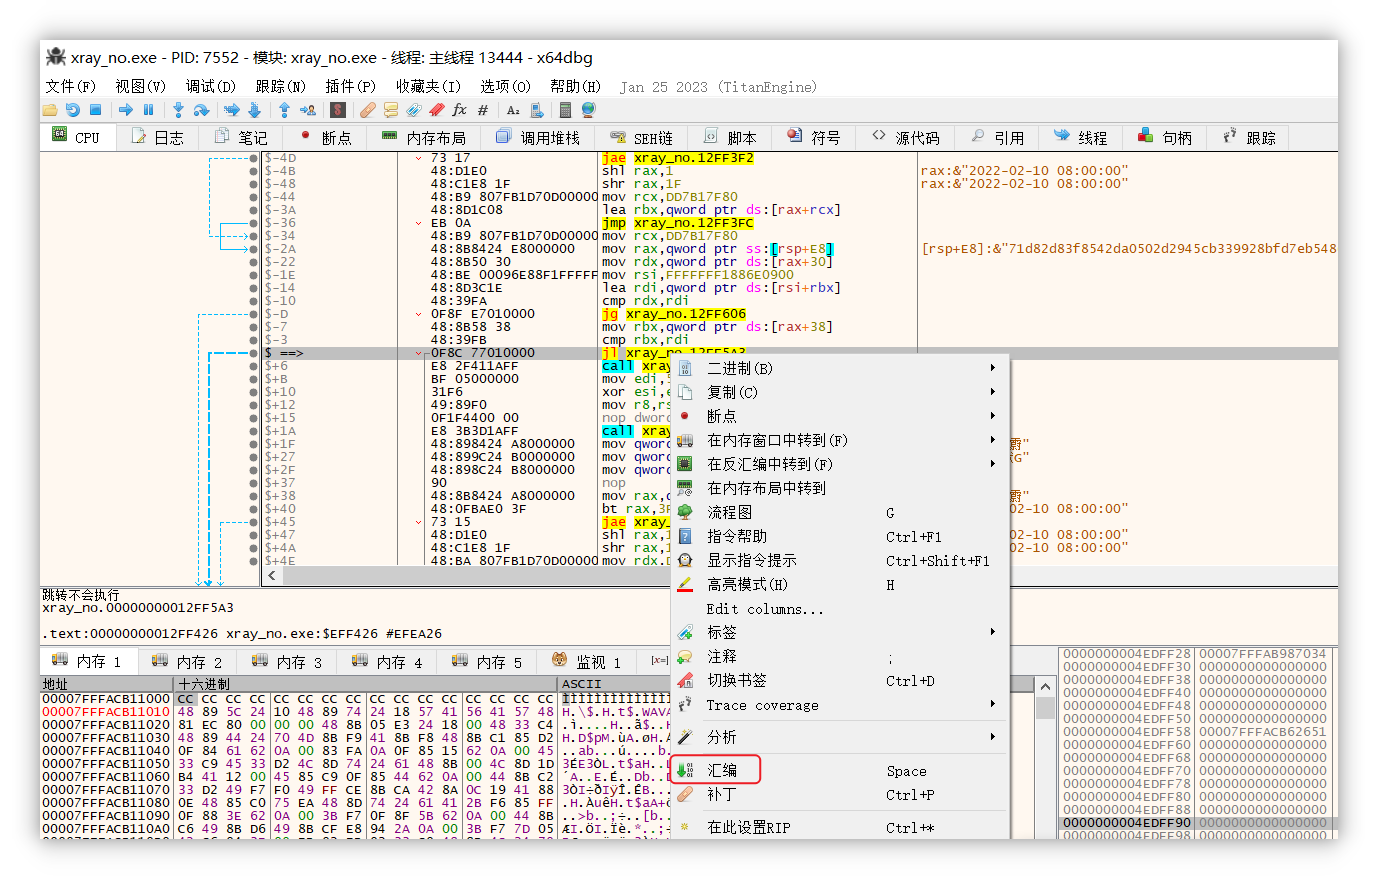 xray_no.exe - PID: 7552 - 模块: xray_no.exe - 线程: 主线程 13444 - x64dbg
文件(F) 视图(V) 调试(D) 跟踪(N) 插件(P) 收藏夹(I) 选项(O) 帮助(H) Jan 25 2023 (TitanEngine)
CPU 日志 笔记 断点 内存布局 调用堆栈 SEH链 脚本 符号 源代码 引用 线程 句柄 跟踪
$-4D 73 17 jae xray_no.12FF3F2
$-4B 48:D1E0 shl rax,1 rax:&"2022-02-10 08:00:00"
$-48 48:C1E8 1F shr rax,1F rax:&"2022-02-10 08:00:00"
$-44 48:B9 807FB1D70D00000 mov rcx,DD7B17F80
$-3A 48:8D1C08 lea rbx,qword ptr ds:[rax+rcx]
$-36 EB 0A jmp xray_no.12FF3FC
$-34 48:B9 807FB1D70D00000 mov rcx,DD7B17F80
$-2A 48:8B8424 E8000000 mov rax,qword ptr ss:[rsp+E8] [rsp+E8]:&"71d82d83f8542da0502d2945cb339928bfd7eb548
$-22 48:8B50 30 mov rdx,qword ptr ds:[rax+30]
$-1E 48:BE 00096E88F1FFFFF mov rsi,FFFFFFF1886E0900
$-14 48:8D3C1E lea rdi,qword ptr ds:[rsi+rbx]
$-10 48:39FA cmp rdx,rdi
$-D 0F8F E7010000 jg xray_no.12FF606
$-7 48:8B58 38 mov rbx,qword ptr ds:[rax+38]
$-3 48:39FB cmp rbx,rdi
$ ==> 0F8C 77010000 jl xray_no.12FF5A3
$+6 E8 2F411AFF call xray
$+B BF 05000000 mov edi,
$+10 31F6 xor esi,e
$+12 49:89F0 mov r8,rs
$+15 0F1F4400 00 nop dword
$+1A E8 3B3D1AFF call xray
$+1F 48:898424 A8000000 mov qword 霸"
$+27 48:899C24 B0000000 mov qword G"
$+2F 48:898C24 B8000000 mov qword
$+37 90 nop
$+38 48:8B8424 A8000000 mov rax,q 霸"
$+40 48:0FBAE0 3F bt rax,3F 02-10 08:00:00"
$+45 73 15 jae xray_
$+47 48:D1E0 shl rax,1 02-10 08:00:00"
$+4A 48:C1E8 1F shr rax,1 02-10 08:00:00"
$+4E 48:BA 807FB1D70D00000 mov rdx,D
二进制(B)
复制(C)
断点
在内存窗口中转到(F)
在反汇编中转到(F)
在内存布局中转到
流程图 G
指令帮助 Ctrl+F1
显示指令提示 Ctrl+Shift+F1
高亮模式(H) H
Edit columns...
标签
注释 ;
切换书签 Ctrl+D
Trace coverage
分析
汇编 Space
补丁 Ctrl+P
在此设置RIP Ctrl+*
跳转不会执行
xray_no.00000000012FF5A3
.text:00000000012FF426 xray_no.exe:$EFF426 #EFEA26
内存 1 内存 2 内存 3 内存 4 内存 5 监视 1 [x=]
地址 十六进制 ASCII
00007FFFACB11000 CC CC CC CC CC CC CC CC CC CC CC CC CC CC CC CC
00007FFFACB11010 48 89 5C 24 10 48 89 74 24 18 57 41 56 41 57 48 H.\$.H.t$.WAVA
00007FFFACB11020 81 EC 80 00 00 00 48 8B 05 E3 24 18 00 48 33 C4
00007FFFACB11030 48 89 44 24 70 4D 8B F9 41 8B F8 48 8B C1 85 D2
00007FFFACB11040 0F 84 61 62 0A 00 83 FA 0A 0F 85 15 62 0A 00 45
00007FFFACB11050 33 C9 45 33 D2 4C 8D 74 24 61 48 8B 00 4C 8D 1D
00007FFFACB11060 B4 41 12 00 45 85 C9 0F 85 44 62 0A 00 48 8B C2
00007FFFACB11070 33 D2 49 F7 F0 49 FF CE 8B CA 42 8A 0C 19 41 88
00007FFFACB11080 0E 48 85 C0 75 EA 48 8D 74 24 61 41 2B F6 85 FF
00007FFFACB11090 0F 88 3E 62 0A 00 3B F7 0F 8F 5B 62 0A 00 44 8B
00007FFFACB110A0 C6 49 8B D6 49 8B CF E8 94 2A 0A 00 3B F7 7D 05
0000000004EDFF28 00007FFFAB987034
0000000004EDFF30 0000000000000000
0000000004EDFF38 0000000000000000
0000000004EDFF40 0000000000000000
0000000004EDFF48 0000000000000000
0000000004EDFF50 0000000000000000
0000000004EDFF58 00007FFFACB62651
0000000004EDFF60 0000000000000000
0000000004EDFF68 0000000000000000
0000000004EDFF70 0000000000000000
0000000004EDFF78 0000000000000000
0000000004EDFF80 0000000000000000
0000000004EDFF88 0000000000000000
0000000004EDFF90 0000000000000000
0000000004EDFF98 0000000000000000